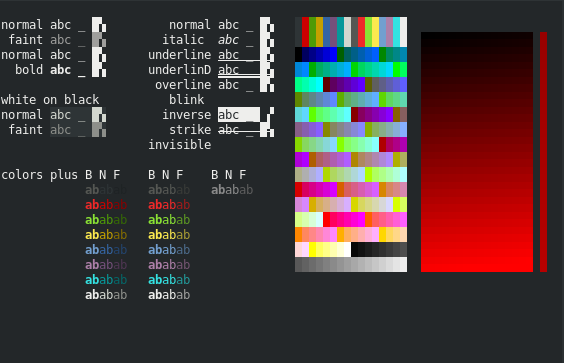 normal abc _ normal abc _
faint abc _ italic abc _
normal abc _ underline abc _
bold abc _ underlinD abc _
overline abc _
white on black blink
normal abc _ inverse abc _
faint abc _ strike abc _
invisible
colors plus B N F B N F B N F
ababab ababab ababab
ababab ababab
ababab ababab
ababab ababab
ababab ababab
ababab ababab
ababab ababab
ababab ababab